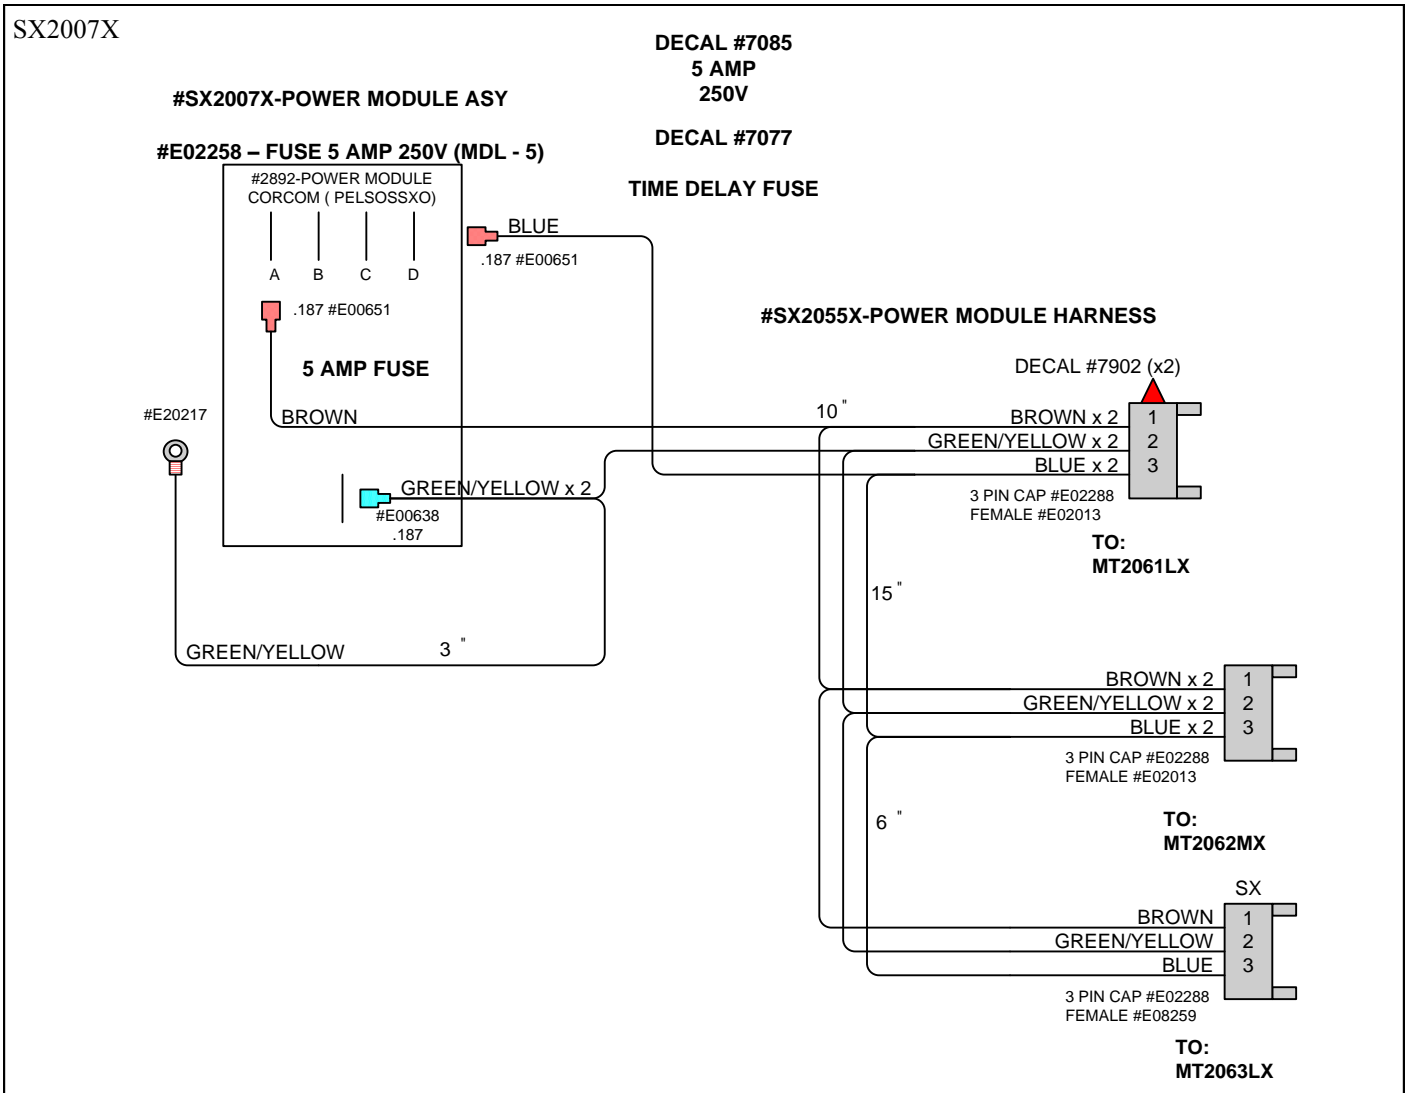 SX2007X
DECAL #7085
5 AMP
250V
#SX2007X-POWER MODULE ASY
DECAL #7077
#E02258 – FUSE 5 AMP 250V (MDL - 5)
TIME DELAY FUSE
#2892-POWER MODULE
CORCOM ( PELSOSSXO)
A B C D
BLUE
.187 #E00651
.187 #E00651
5 AMP FUSE
#E20217
BROWN
GREEN/YELLOW x 2
#E00638
.187
GREEN/YELLOW
3 "
#SX2055X-POWER MODULE HARNESS
DECAL #7902 (x2)
10 "
BROWN x 2 1
GREEN/YELLOW x 2 2
BLUE x 2 3
3 PIN CAP #E02288
FEMALE #E02013
TO:
MT2061LX
15 "
BROWN x 2 1
GREEN/YELLOW x 2 2
BLUE x 2 3
3 PIN CAP #E02288
FEMALE #E02013
TO:
MT2062MX
6 "
SX
BROWN 1
GREEN/YELLOW 2
BLUE 3
3 PIN CAP #E02288
FEMALE #E08259
TO:
MT2063LX